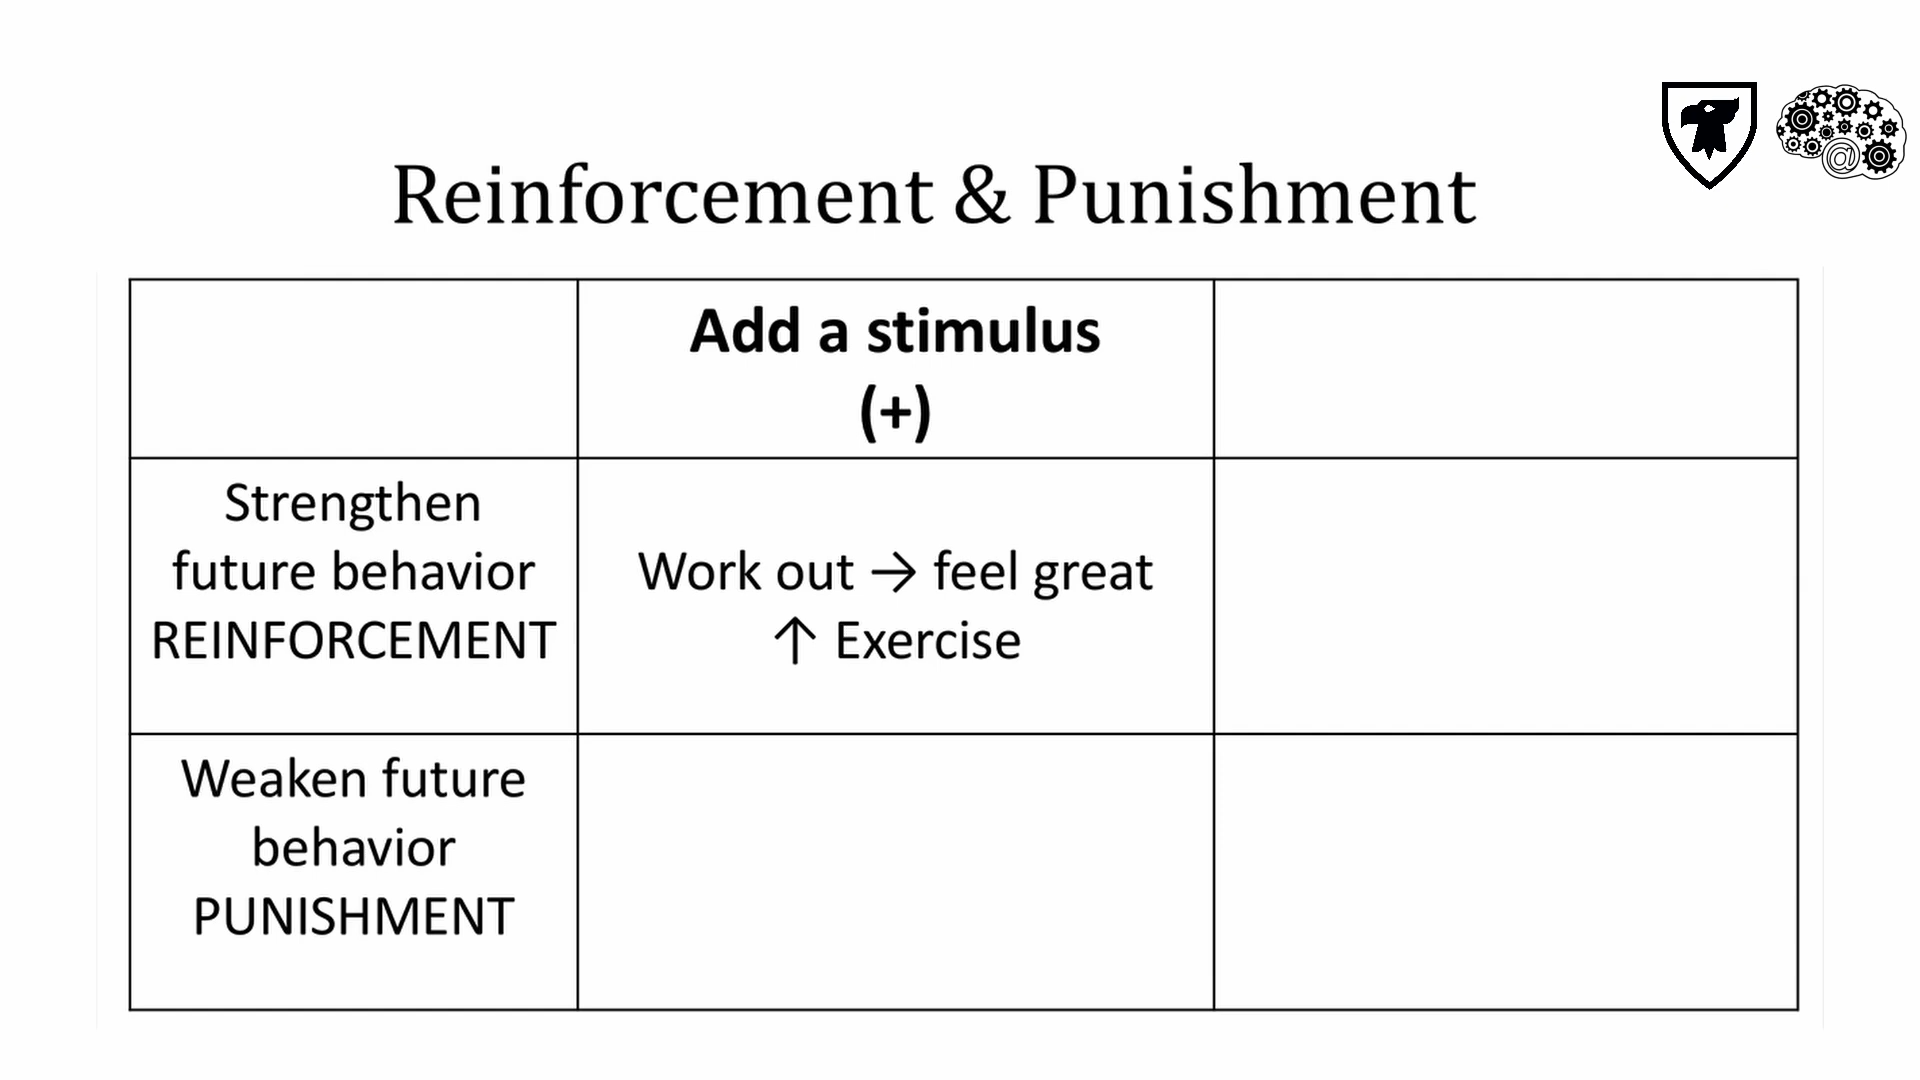 Reinforcement & Punishment
Add a stimulus
(+)
Strengthen
future behavior
REINFORCEMENT
Work out → feel great
↑ Exercise
Weaken future
behavior
PUNISHMENT
@